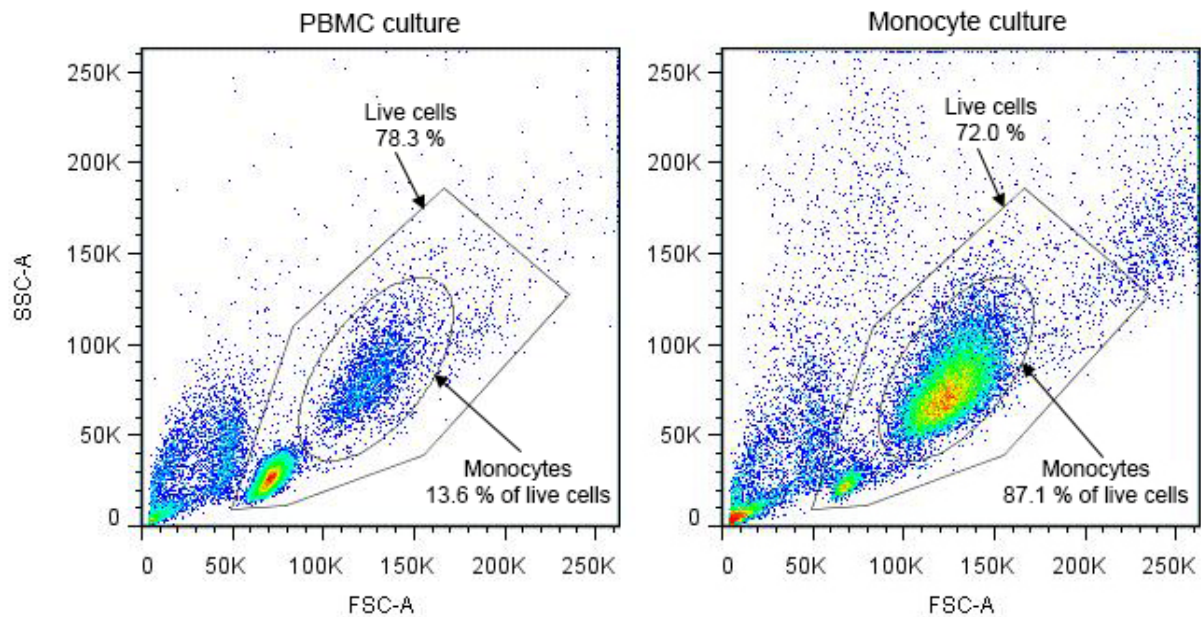 PBMC culture
Monocyte culture
SSC-A
250K
200K
150K
100K
50K
0
Live cells
78.3 %
Monocytes
13.6 % of live cells
0
50K
100K
150K
200K
250K
FSC-A
250K
200K
150K
100K
50K
0
Live cells
72.0 %
Monocytes
87.1 % of live cells
0
50K
100K
150K
200K
250K
FSC-A